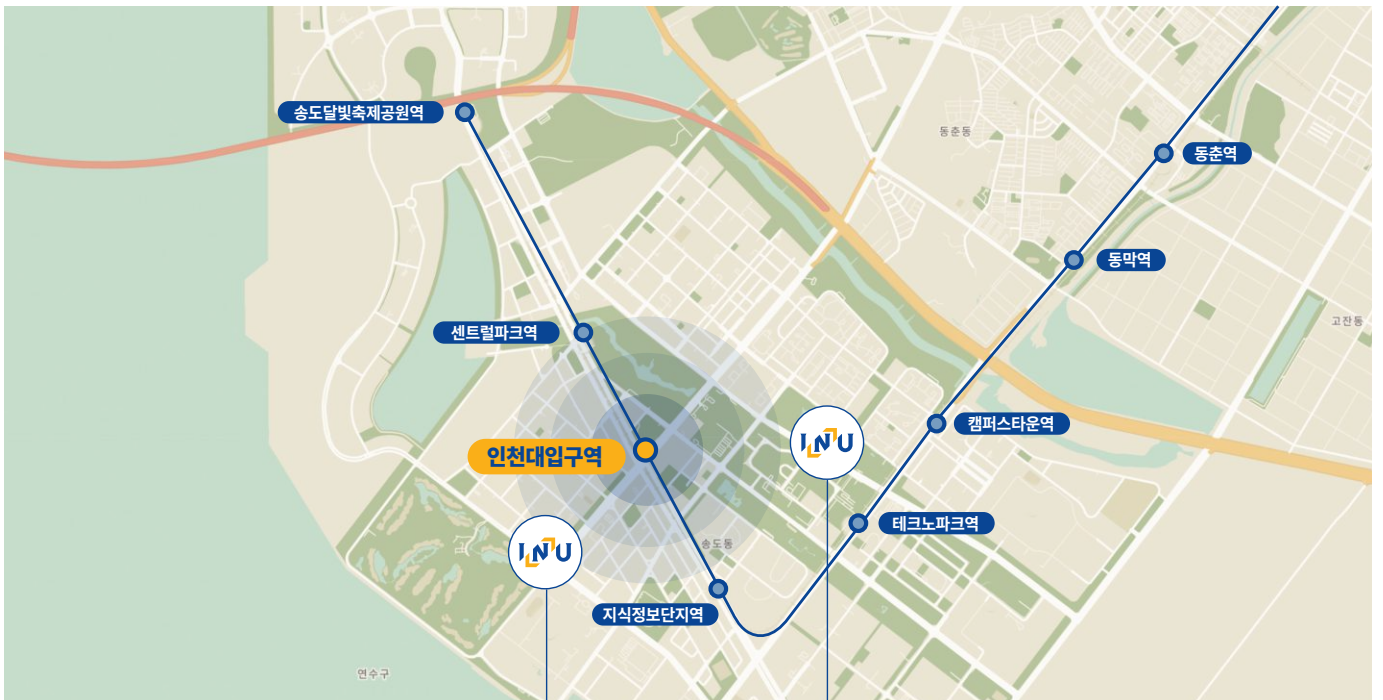 송도달빛축제공원역
동춘동
동춘역
동막역
고잔동
센트럴파크역
캠퍼스타운역
INU
인천대입구역
테크노파크역
INU
송도동
지식정보단지역
연수구